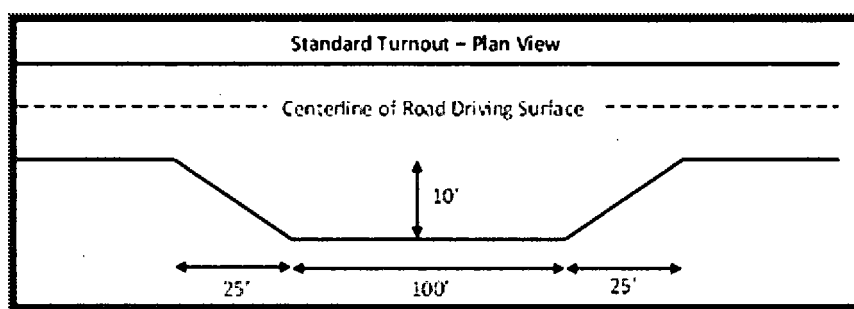 Standard Turnout – Plan View
Centerline of Road Driving Surface
10'
25'
100'
25'